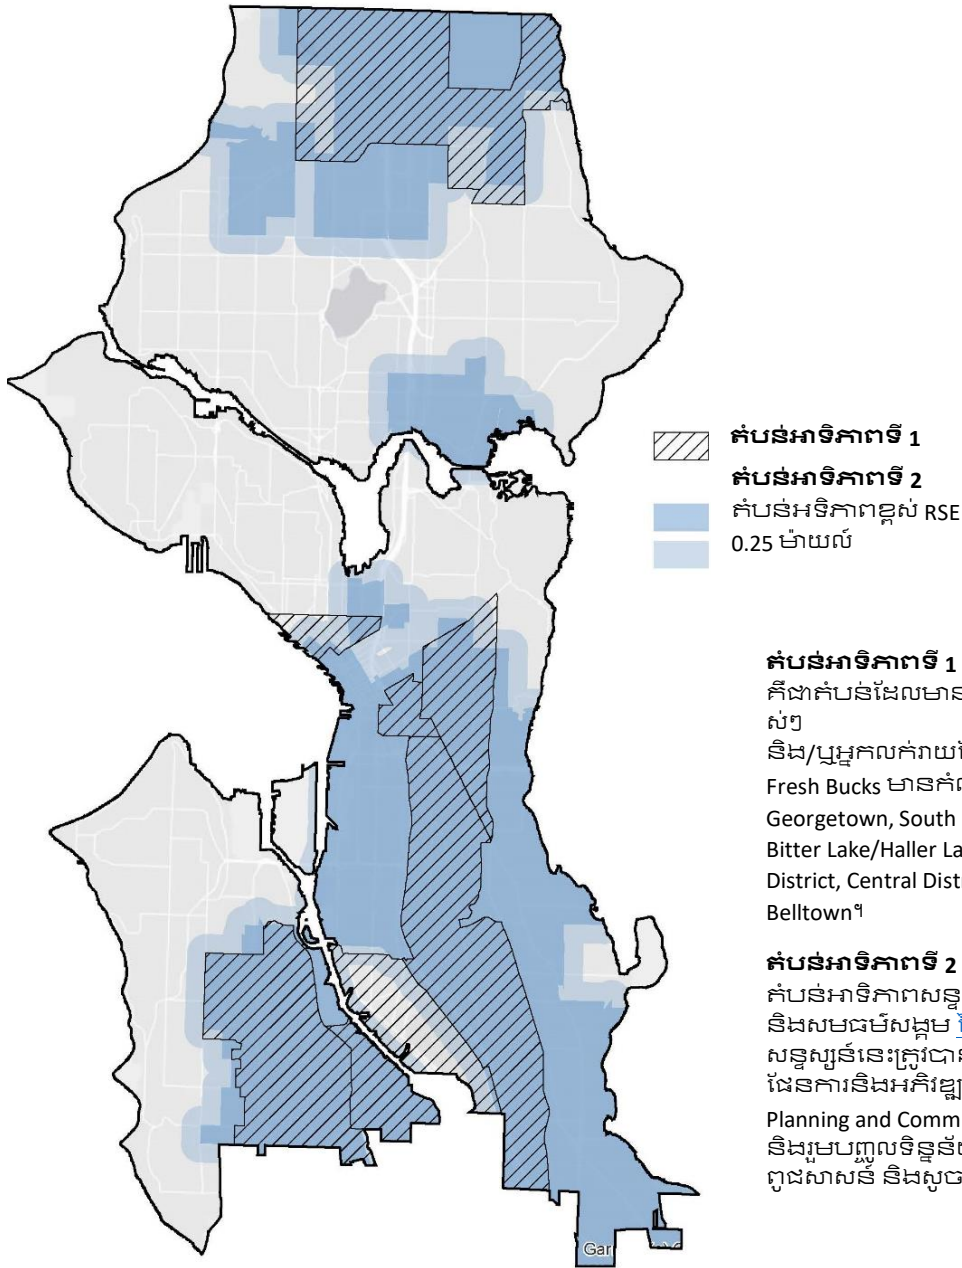 តំបន់អាទិភាពទី 1
តំបន់អាទិភាពទី 2
តំបន់អទិភាពខ្ពស់ RSE
0.25 ម៉ាយល៍
តំបន់អាទិភាពទី 1
គឺជាតំបន់ដែលមាន
ស់ៗ
និង/ឬអ្នកលក់រាយ
Fresh Bucks មានកំ
Georgetown, South
Bitter Lake/Haller La
District, Central Dist
Belltown។
តំបន់អាទិភាពទី 2
តំបន់អាទិភាពសន្ទ
និងសមធម៌សង្គម
សន្ទស្សន៍នេះត្រូវបាន
ផែនការនិងអភិវឌ្ឍ
Planning and Comm
និងរួមបញ្ចូលទិន្នន័យ
ពូជសាសន៍ និងសូច
Gar